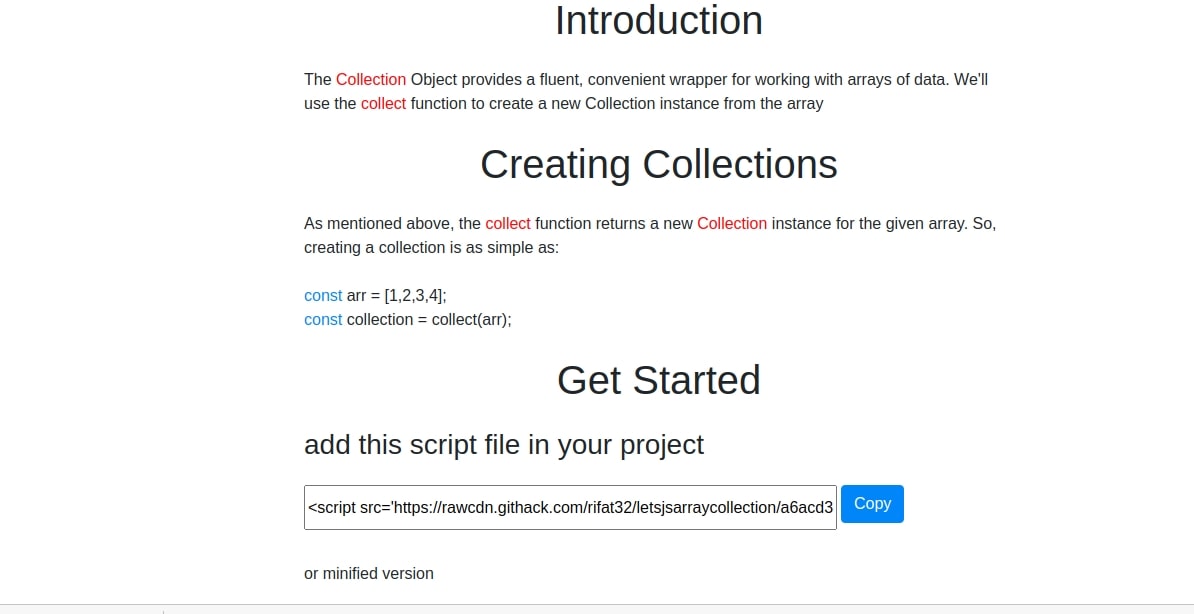 Introduction
The Collection Object provides a fluent, convenient wrapper for working with arrays of data. We'll
use the collect function to create a new Collection instance from the array
Creating Collections
As mentioned above, the collect function returns a new Collection instance for the given array. So,
creating a collection is as simple as:
const arr = [1,2,3,4];
const collection = collect(arr);
Get Started
add this script file in your project
<script src='https://rawcdn.githack.com/rifat32/letsjsarraycollection/a6acd3
Copy
or minified version